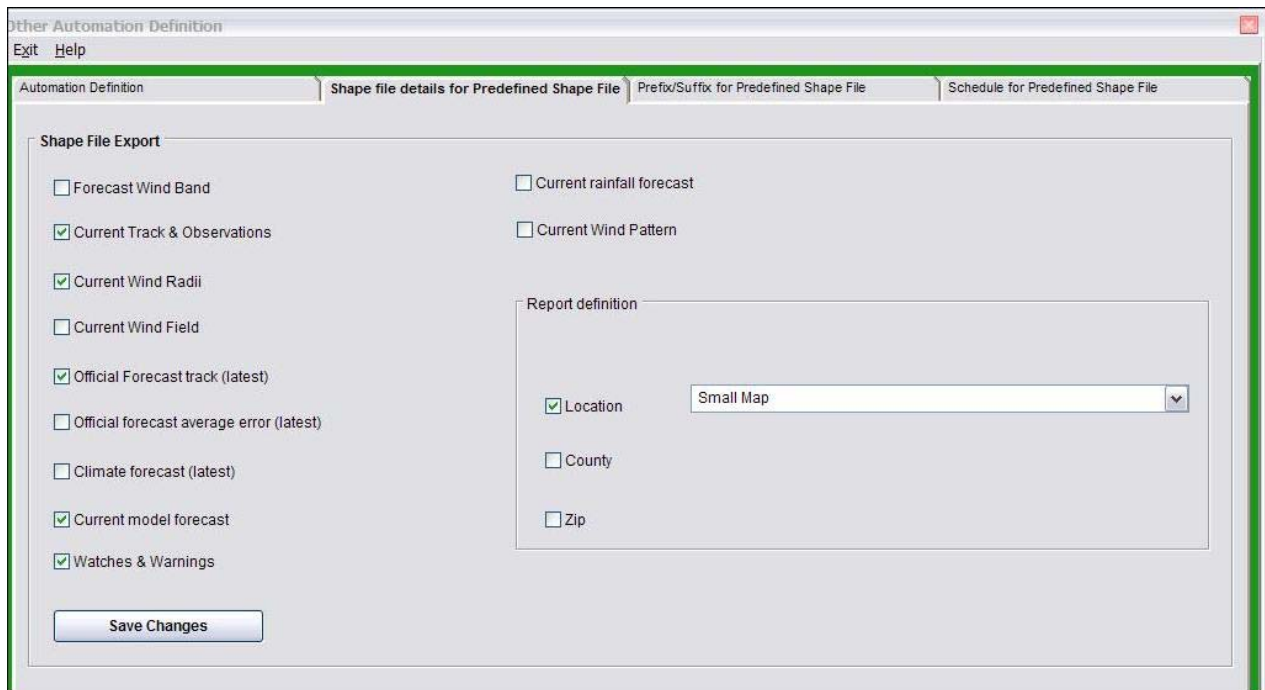 Other Automation Definition
Exit Help
Automation Definition
Shape file details for Predefined Shape File
Prefix/Suffix for Predefined Shape File
Schedule for Predefined Shape File
Shape File Export
Forecast Wind Band
Current Track & Observations
Current Wind Radii
Current Wind Field
Official Forecast track (latest)
Official forecast average error (latest)
Climate forecast (latest)
Current model forecast
Watches & Warnings
Save Changes
Current rainfall forecast
Current Wind Pattern
Report definition
Location
Small Map
County
Zip